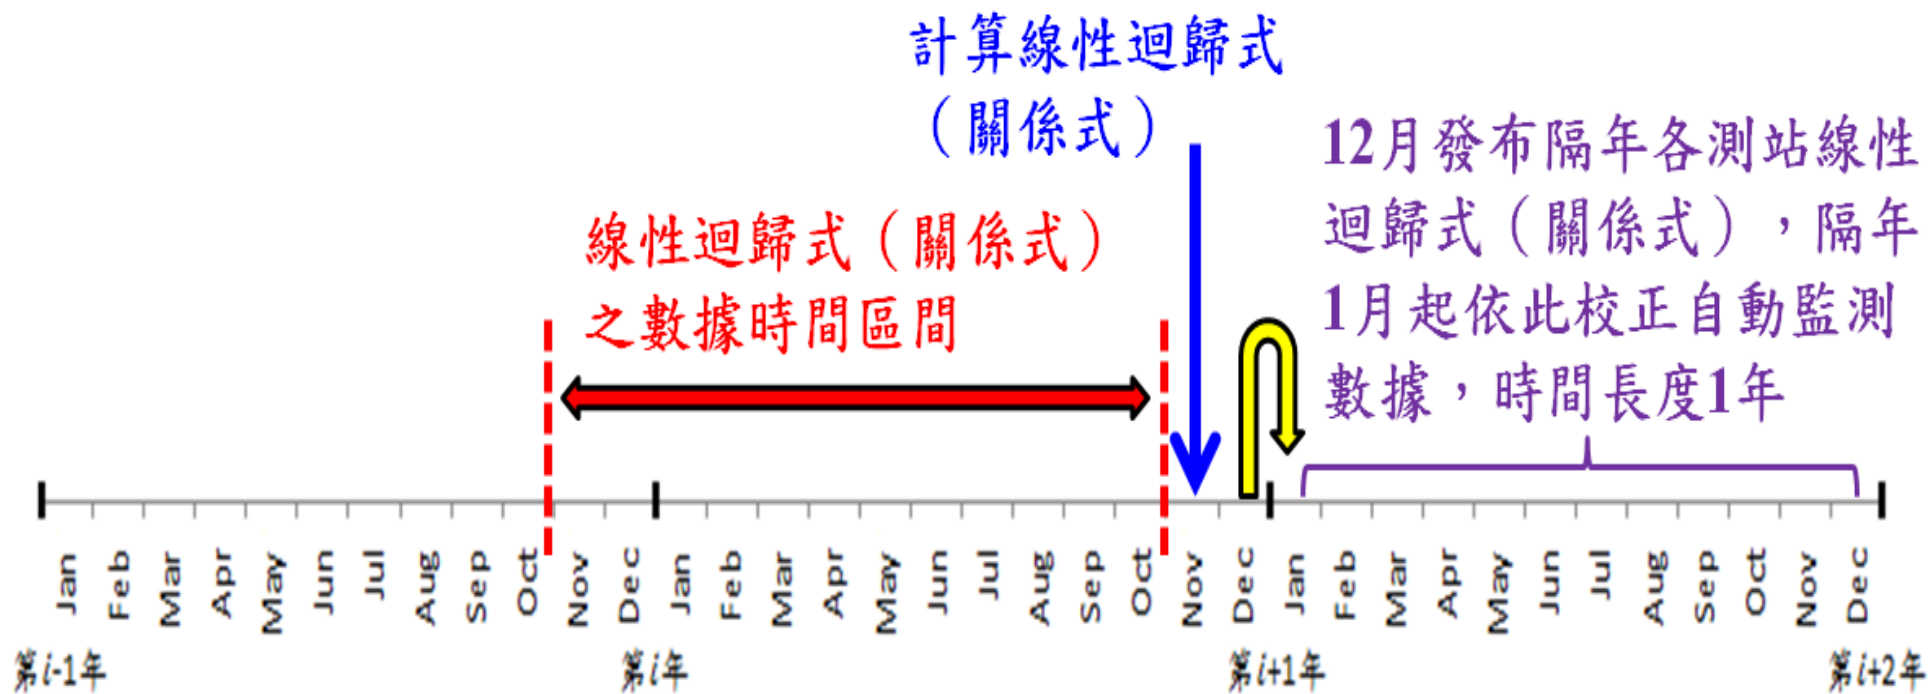 計算線性迴歸式
（關係式）
線性迴歸式（關係式）
之數據時間區間
12月發布隔年各測站線性
迴歸式（關係式），隔年
1月起依此校正自動監測
數據，時間長度1年
Jan Feb Mar Apr May Jun Jul Aug Sep Oct Nov Dec Jan Feb Mar Apr May Jun Jul Aug Sep Oct Nov Dec Jan Feb Mar Apr May Jun Jul Aug Sep Oct Nov Dec
第i-1年 第i年 第i+1年 第i+2年